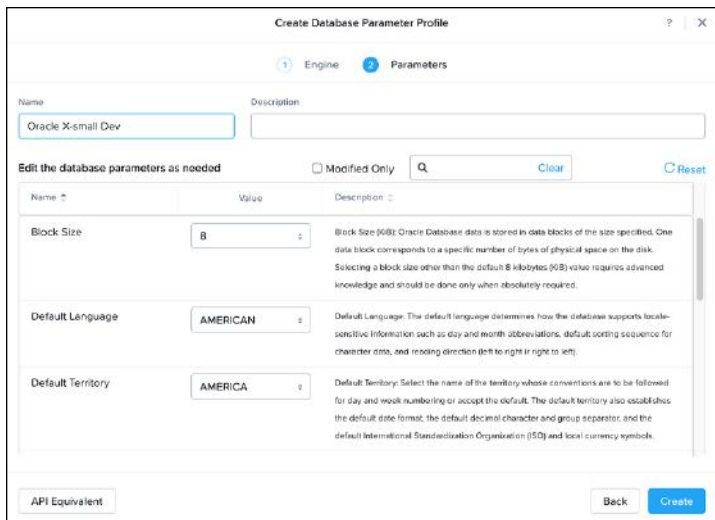 Create Database Parameter Profile
?
1 Engine 2 Parameters
Name Description
Oracle X-small Dev
Edit the database parameters as needed Modified Only Clear Reset
Name Value Description
Block Size 8 Block Size (KiB): Oracle Database data is stored in data blocks of the size specified. One
data block corresponds to a specific number of bytes of physical space on the disk.
Selecting a block size other than the default 8 kilobytes (KiB) value requires advanced
knowledge and should be done only when absolutely required.
Default Language AMERICAN Default Language: The default language determines how the database supports locale-
sensitive information such as day and month abbreviations, default sorting sequence for
character data, and reading direction (left to right ir right to left).
Default Territory AMERICA Default Territory: Select the name of the territory whose conventions are to be followed
for day and week numbering or accept the default. The default territory also establishes
the default date format, the default decimal character and group separator, and the
default International Standardization Organization (ISO) and local currency symbols.
API Equivalent Back Create